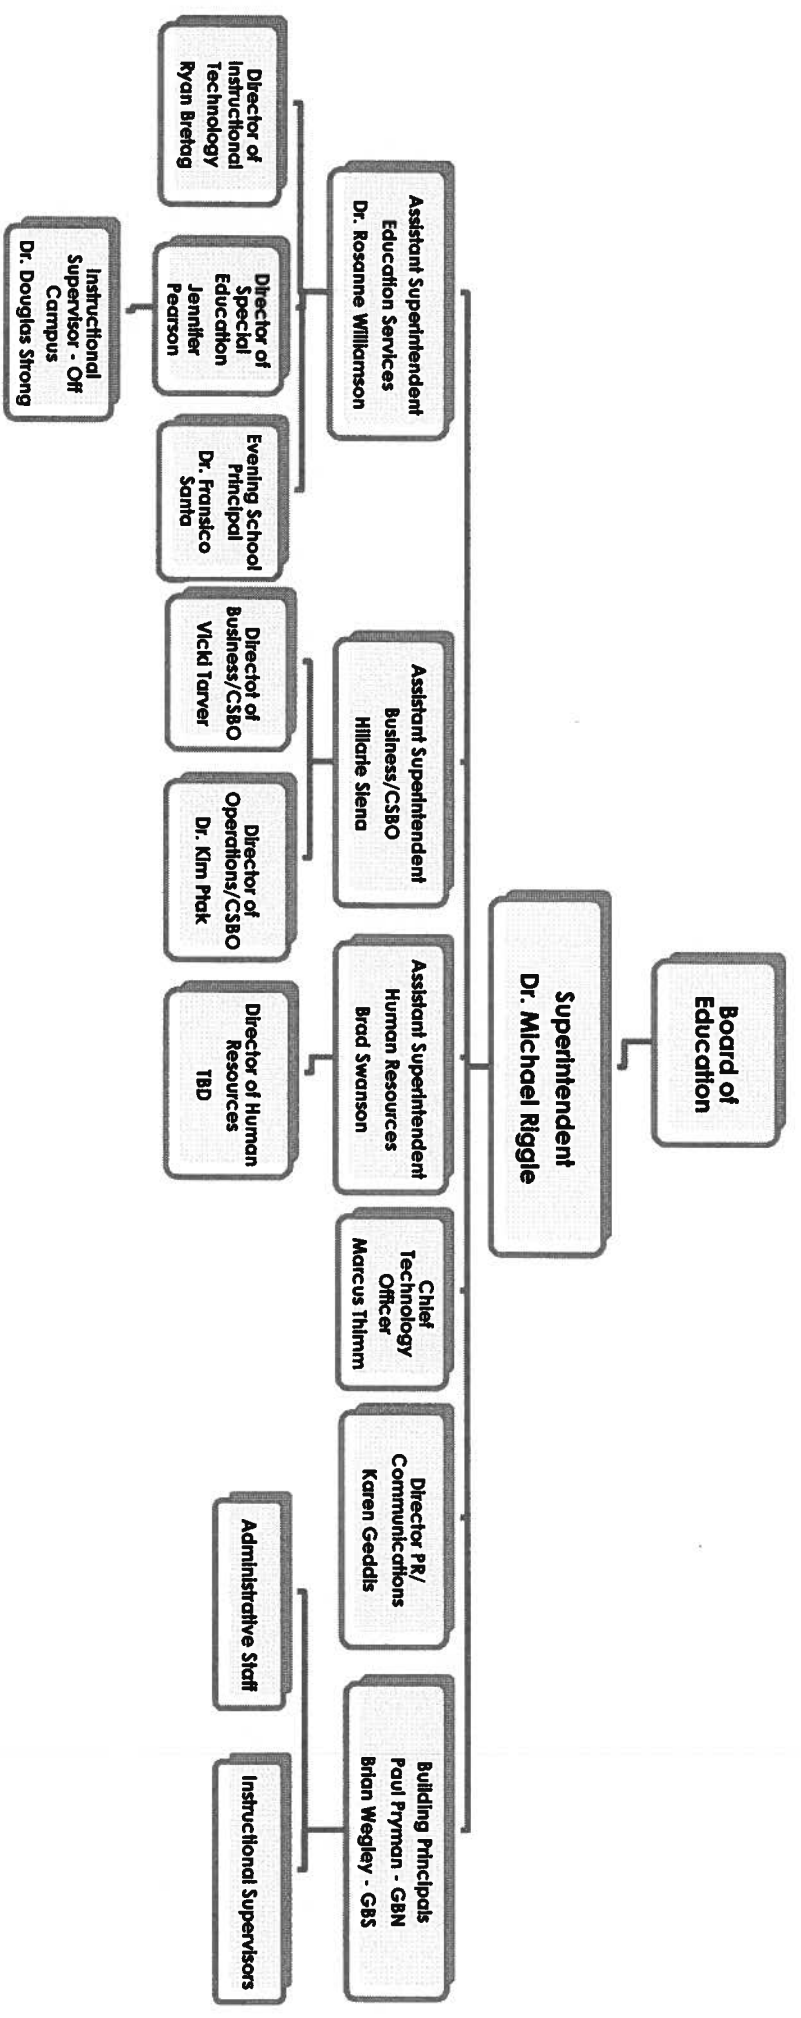 Board of
Education
Superintendent
Dr. Michael Riggle
Assistant Superintendent
Education Services
Dr. Rosanne Williamson
Assistant Superintendent
Business/CSBO
Hillarie Siena
Assistant Superintendent
Human Resources
Brad Swanson
Chief
Technology
Officer
Marcus Thimm
Director PR/
Communications
Karen Geddis
Building Principals
Paul Pryman - GBN
Brian Wegley - GBS
Director of
Instructional
Technology
Ryan Bretag
Director of
Special
Education
Jennifer
Pearson
Evening School
Principal
Dr. Fransico
Santa
Directot of
Business/CSBO
Vicki Tarver
Director of
Operations/CSBO
Dr. Kim Ptak
Director of Human
Resources
TBD
Administrative Staff
Instructional Supervisors
Instructional
Supervisor - Off
Campus
Dr. Douglas Strong